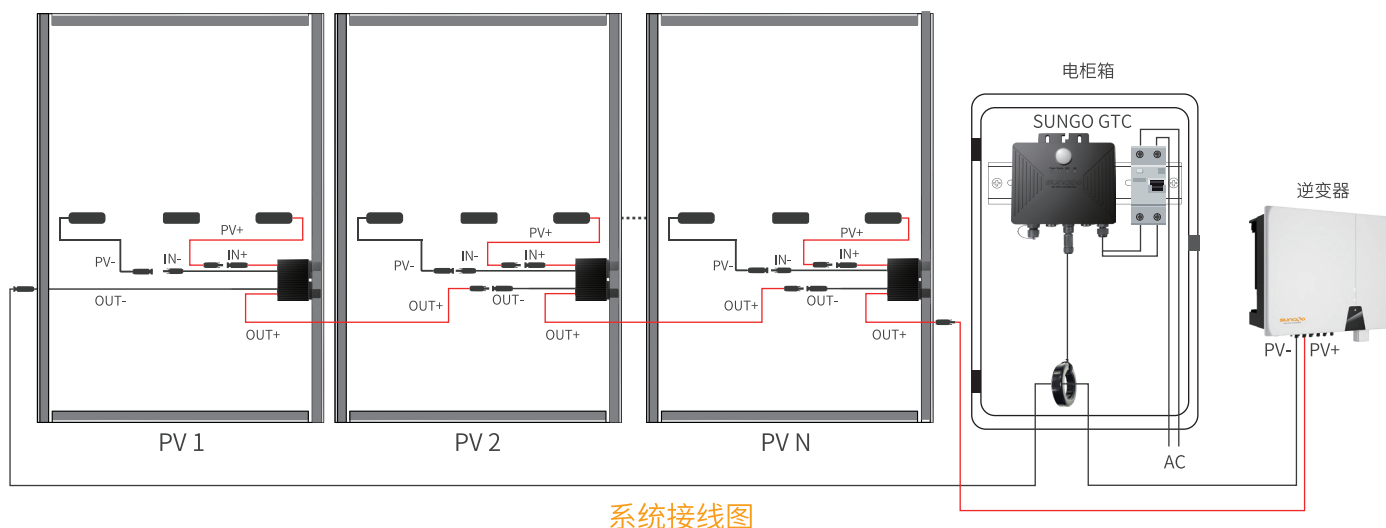 电柜箱
SUNGO GTC
sungo
逆变器
sungo
PV- PV+
AC
PV+
IN- IN+
PV-
OUT-
OUT+
PV 1
PV+
IN- IN+
PV-
OUT+ OUT-
OUT+
PV 2
PV+
IN- IN+
PV-
OUT+ OUT-
OUT+
PV N
系统接线图